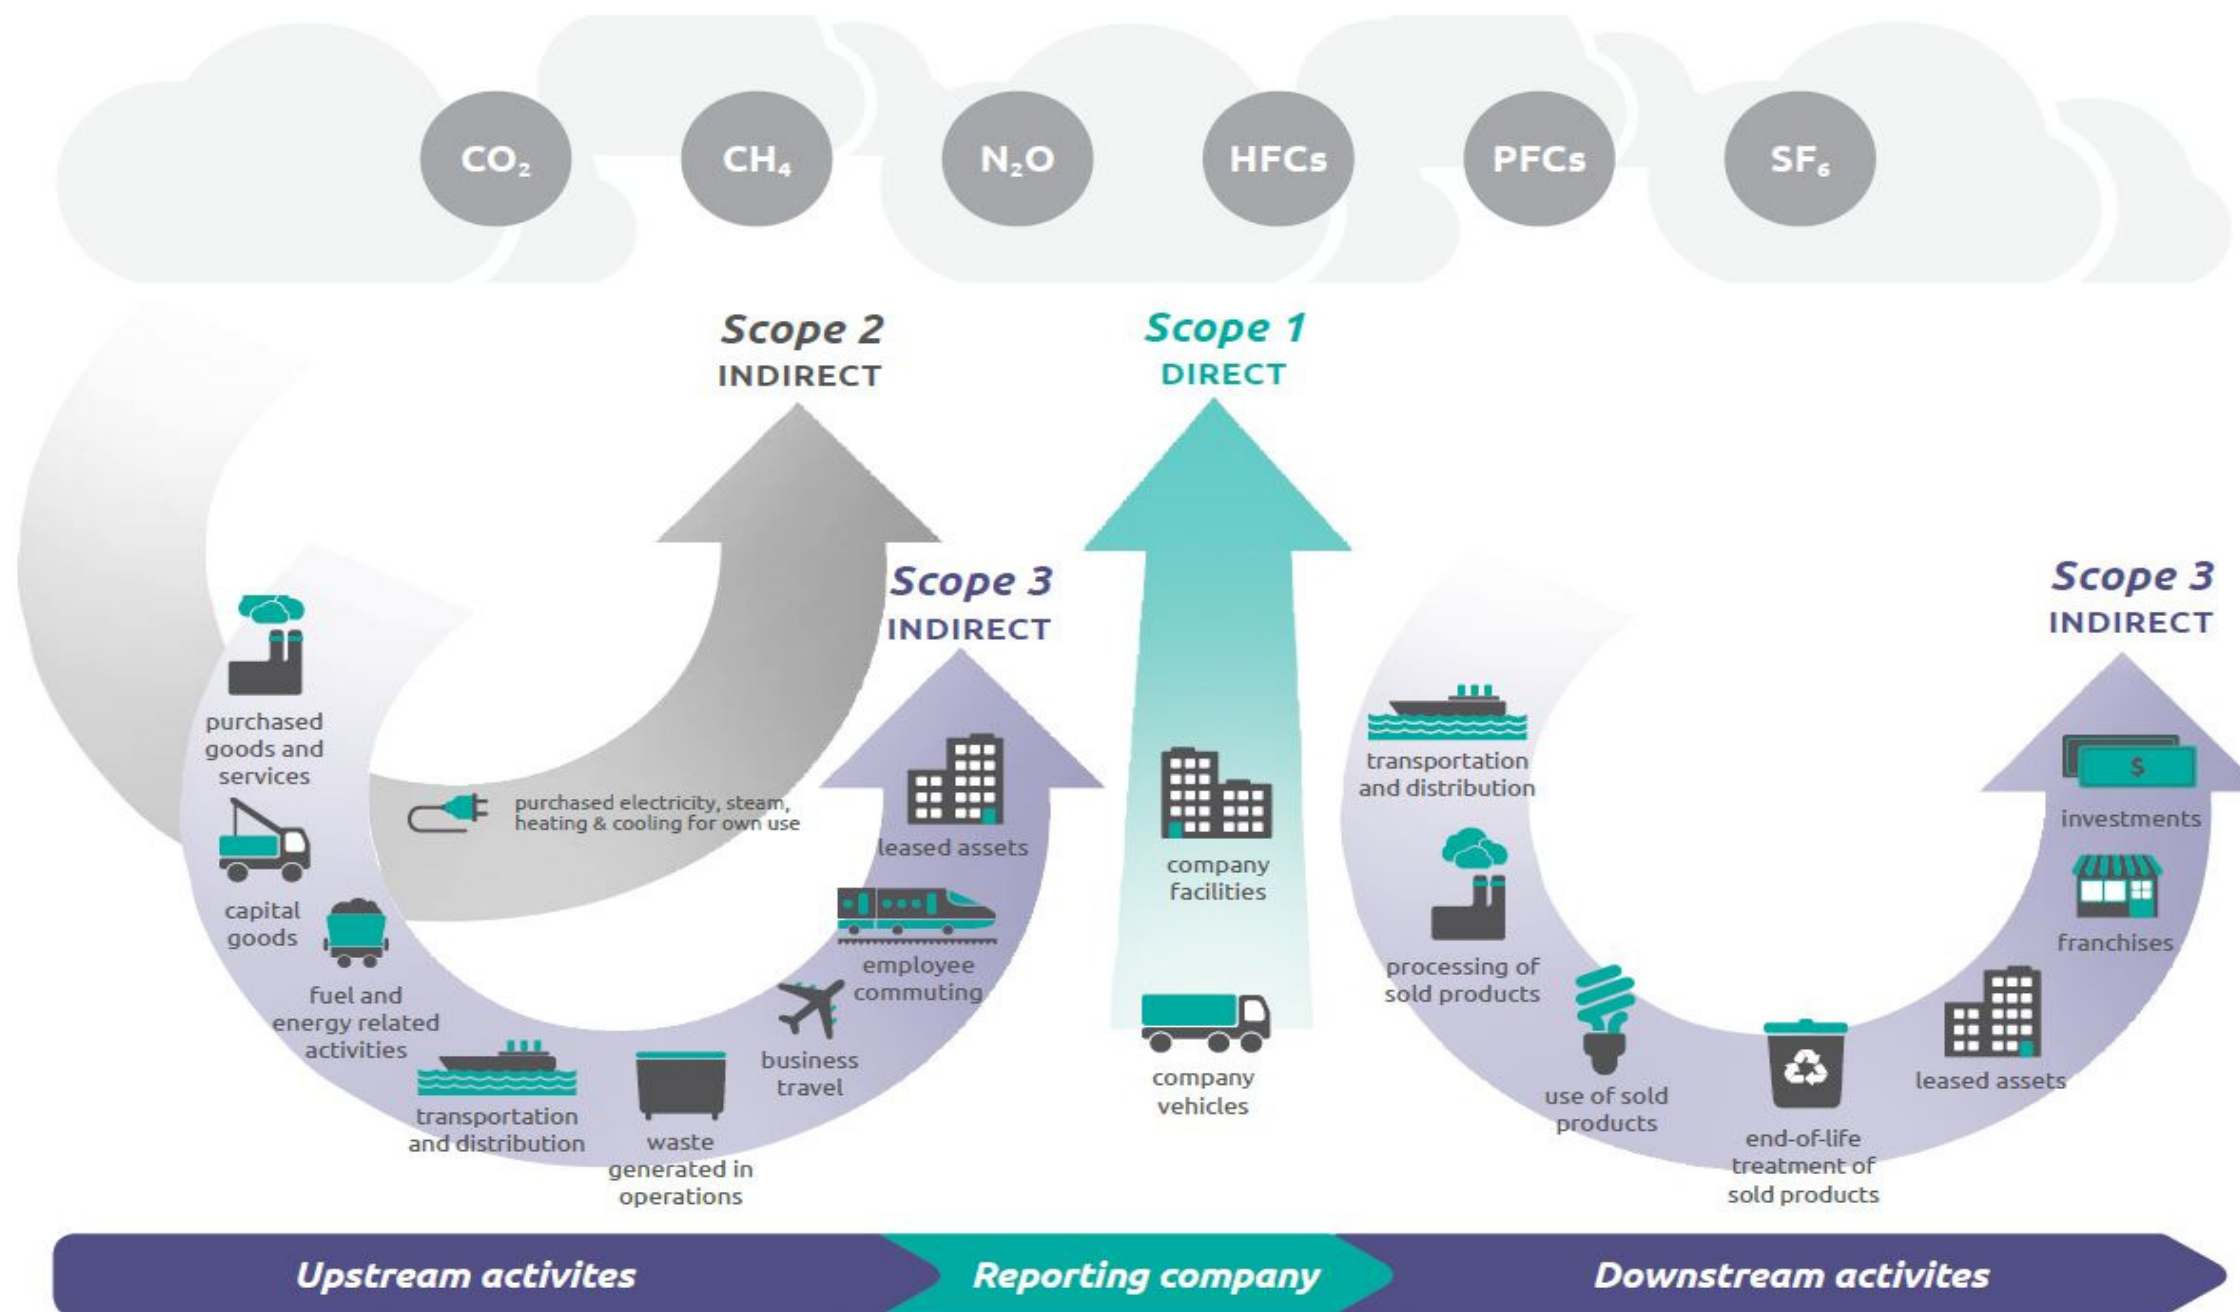 CO₂
CH₄
N₂O
HFCs
PFCs
SF₆
Scope 2
INDIRECT
Scope 1
DIRECT
Scope 3
INDIRECT
Scope 3
INDIRECT
purchased
goods and
services
capital
goods
fuel and
energy related
activities
transportation
and distribution
waste
generated in
operations
business
travel
employee
commuting
leased assets
purchased electricity, steam,
heating & cooling for own use
company
facilities
company
vehicles
transportation
and distribution
processing of
sold products
use of sold
products
end-of-life
treatment of
sold products
leased assets
franchises
$
investments
Upstream activites
Reporting company
Downstream activites